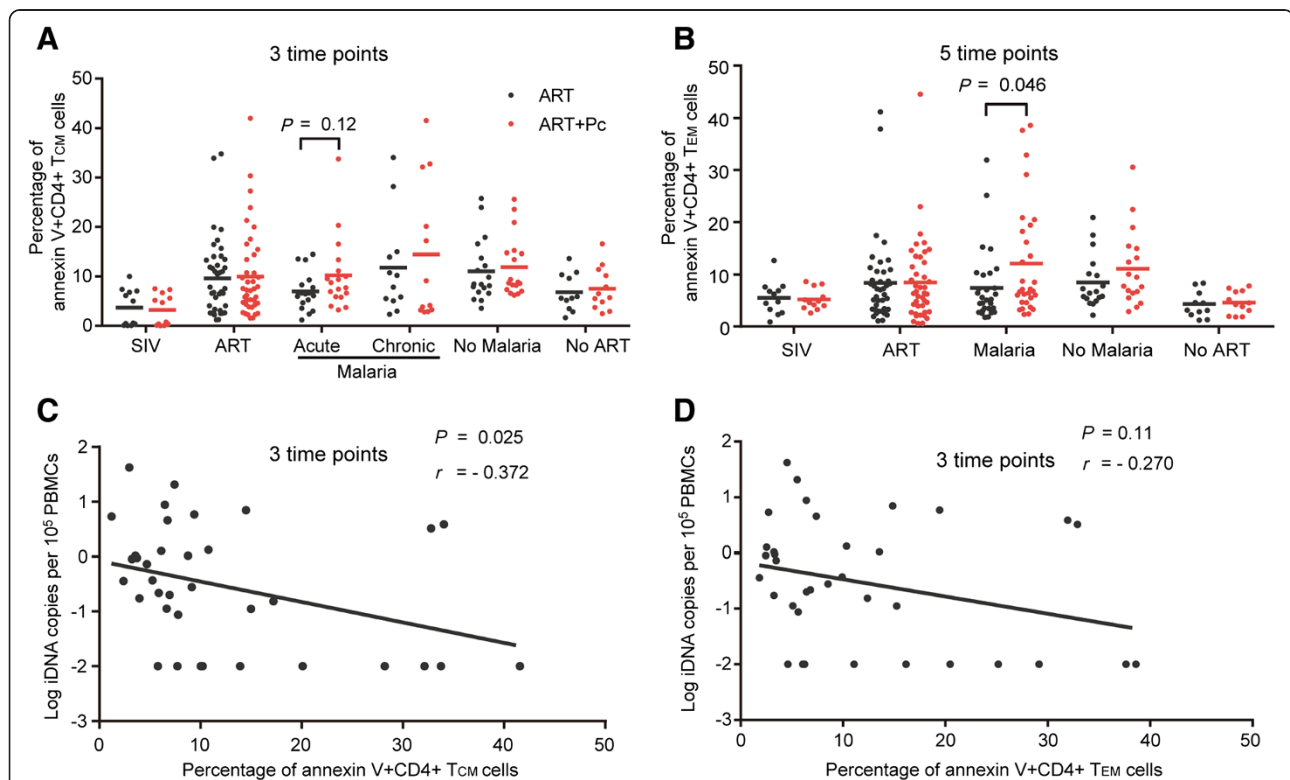 A
3 time points
Percentage of
annexin V+CD4+ TCM cells
50
40
30
20
10
0
P = 0.12
ART
ART+Pc
SIV
ART
Acute
Chronic
No Malaria
No ART
Malaria
B
5 time points
Percentage of
annexin V+CD4+ TEM cells
50
40
30
20
10
0
P = 0.046
SIV
ART
Malaria
No Malaria
No ART
C
3 time points
P = 0.025
r = - 0.372
Log iDNA copies per 10⁵ PBMCs
2
1
0
-1
-2
-3
0
10
20
30
40
50
Percentage of annexin V+CD4+ TCM cells
D
3 time points
P = 0.11
r = - 0.270
Log iDNA copies per 10⁵ PBMCs
2
1
0
-1
-2
-3
0
10
20
30
40
50
Percentage of annexin V+CD4+ TEM cells